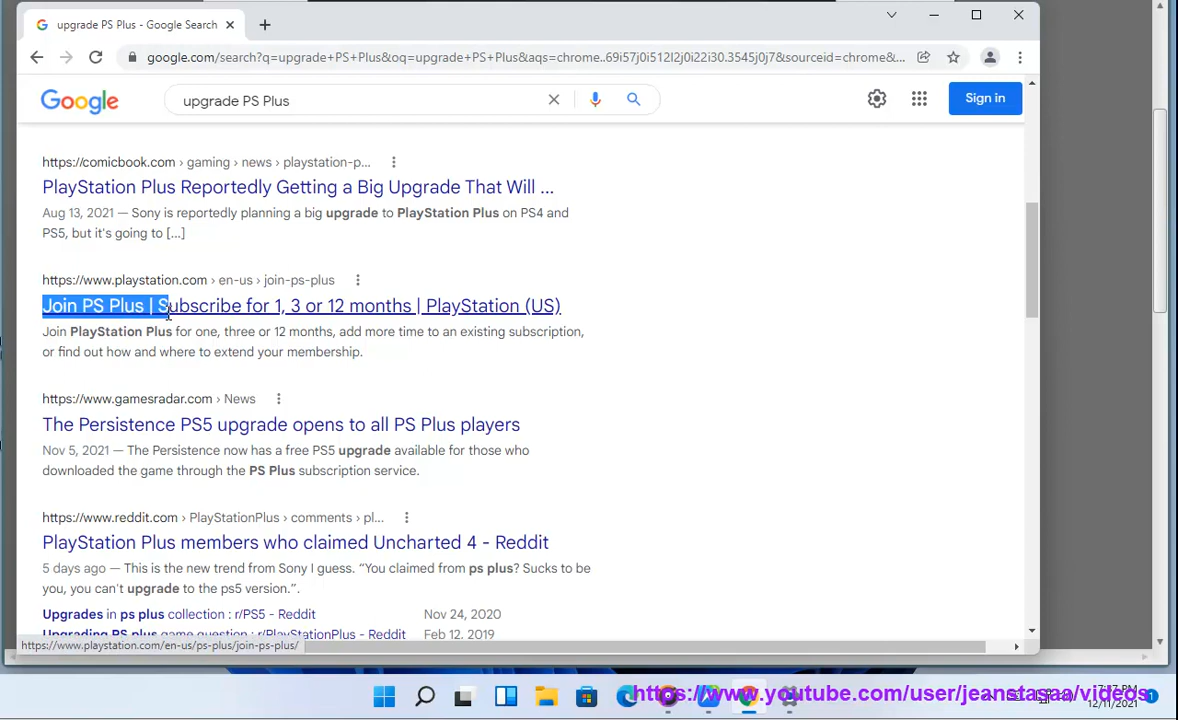 upgrade PS Plus - Google Search
google.com/search?q=upgrade+PS+Plus&oq=upgrade+PS+Plus&aqs=chrome..69i57j0i512l2j0i22i30.3545j0j7&sourceid=chrome&...
Google
upgrade PS Plus
Sign in
https://comicbook.com › gaming › news › playstation-p...
PlayStation Plus Reportedly Getting a Big Upgrade That Will ...
Aug 13, 2021 — Sony is reportedly planning a big upgrade to PlayStation Plus on PS4 and
PS5, but it's going to [...]
https://www.playstation.com › en-us › join-ps-plus
Join PS Plus | Subscribe for 1, 3 or 12 months | PlayStation (US)
Join PlayStation Plus for one, three or 12 months, add more time to an existing subscription,
or find out how and where to extend your membership.
https://www.gamesradar.com › News
The Persistence PS5 upgrade opens to all PS Plus players
Nov 5, 2021 — The Persistence now has a free PS5 upgrade available for those who
downloaded the game through the PS Plus subscription service.
https://www.reddit.com › PlayStationPlus › comments › pl...
PlayStation Plus members who claimed Uncharted 4 - Reddit
5 days ago — This is the new trend from Sony I guess. “You claimed from ps plus? Sucks to be
you, you can't upgrade to the ps5 version.”.
Upgrades in ps plus collection : r/PS5 - Reddit Nov 24, 2020
Upgrading PS plus game question : r/PlayStationPlus - Reddit Feb 12, 2019
https://www.playstation.com/en-us/ps-plus/join-ps-plus/
https://www.youtube.com/user/jeanstasaa/videos
12/11/2021